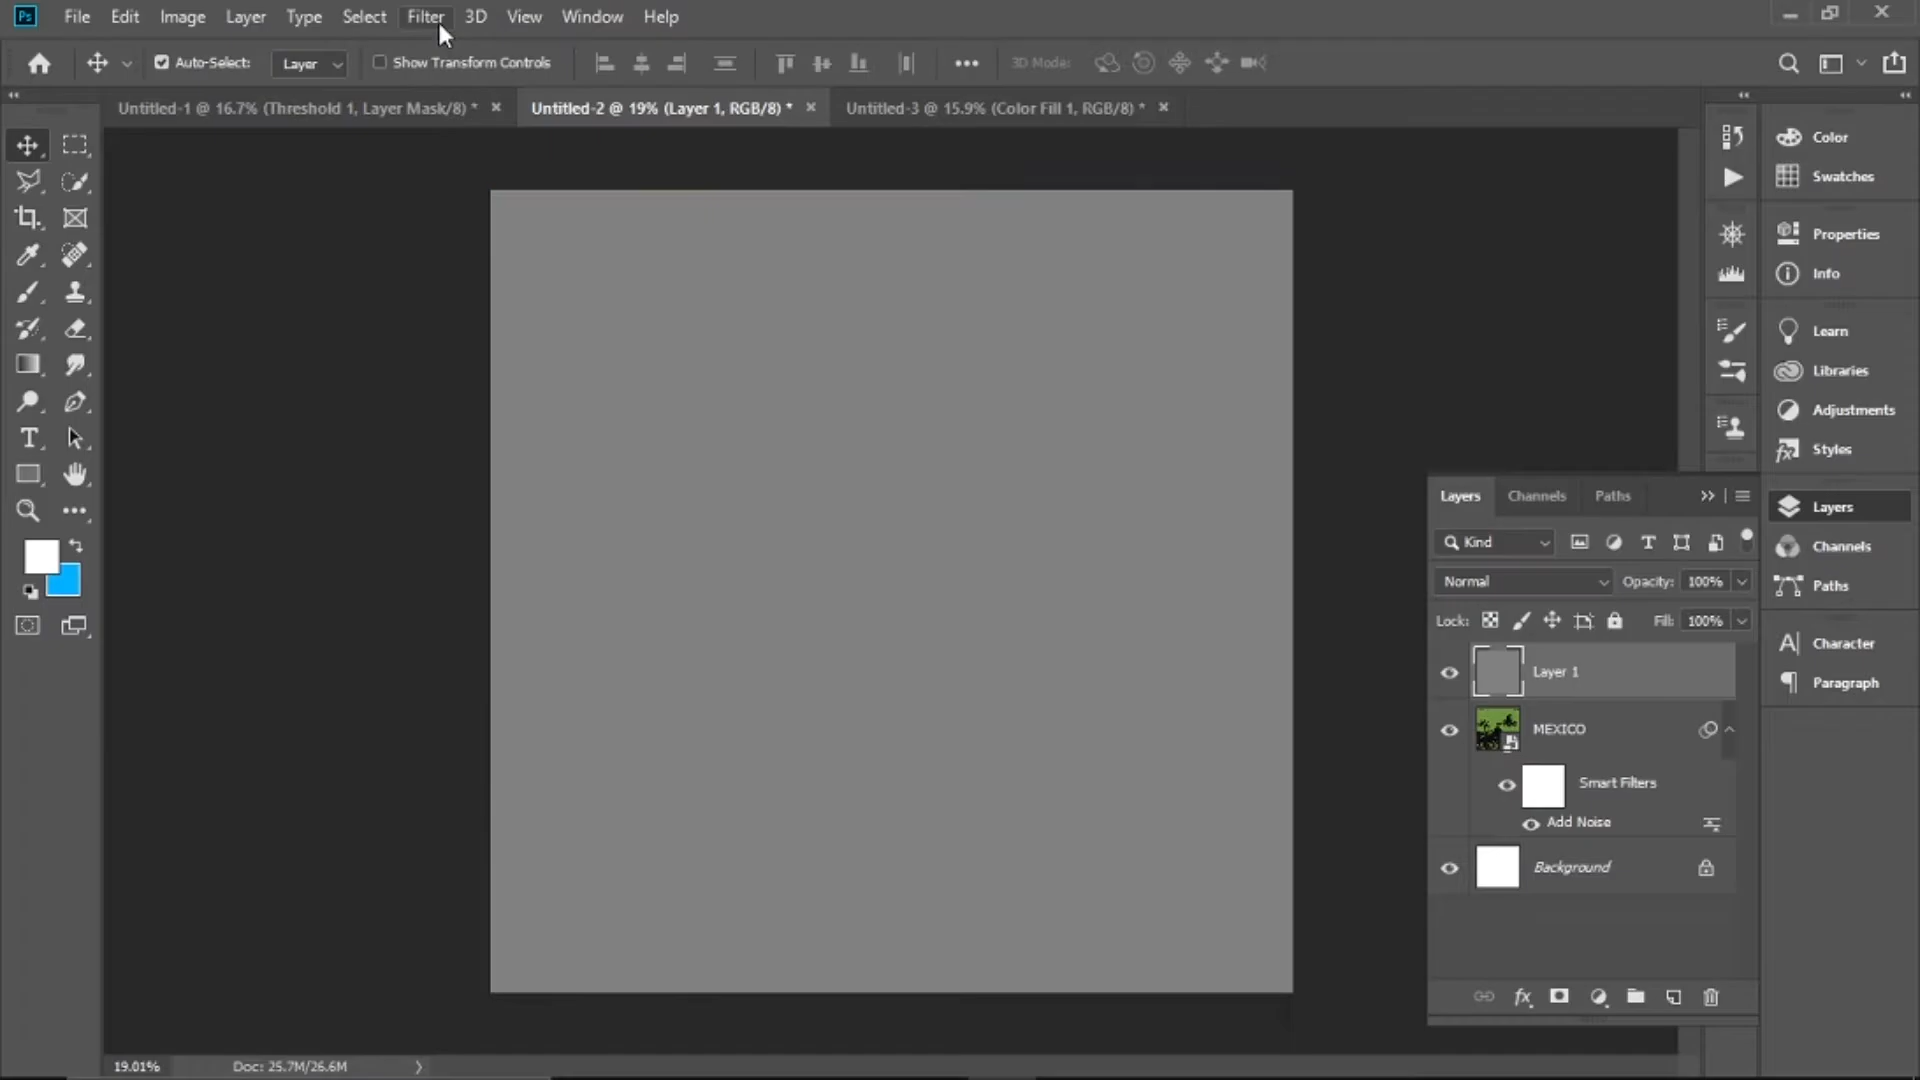 Ps File Edit Image Layer Type Select Filter 3D View Window Help
Auto-Select: Layer Show Transform Controls 3D Mode:
Untitled-1 @ 16.7% (Threshold 1, Layer Mask/8) * Untitled-2 @ 19% (Layer 1, RGB/8) * Untitled-3 @ 15.9% (Color Fill 1, RGB/8) *
Color
Swatches
Properties
Info
Learn
Libraries
Adjustments
Styles
Layers
Channels
Paths
Character
Paragraph
Layers Channels Paths
Kind
Normal Opacity: 100%
Lock: Fill: 100%
Layer 1
MEXICO
Smart Filters
Add Noise
Background
19.01% Doc: 25.7M/26.6M